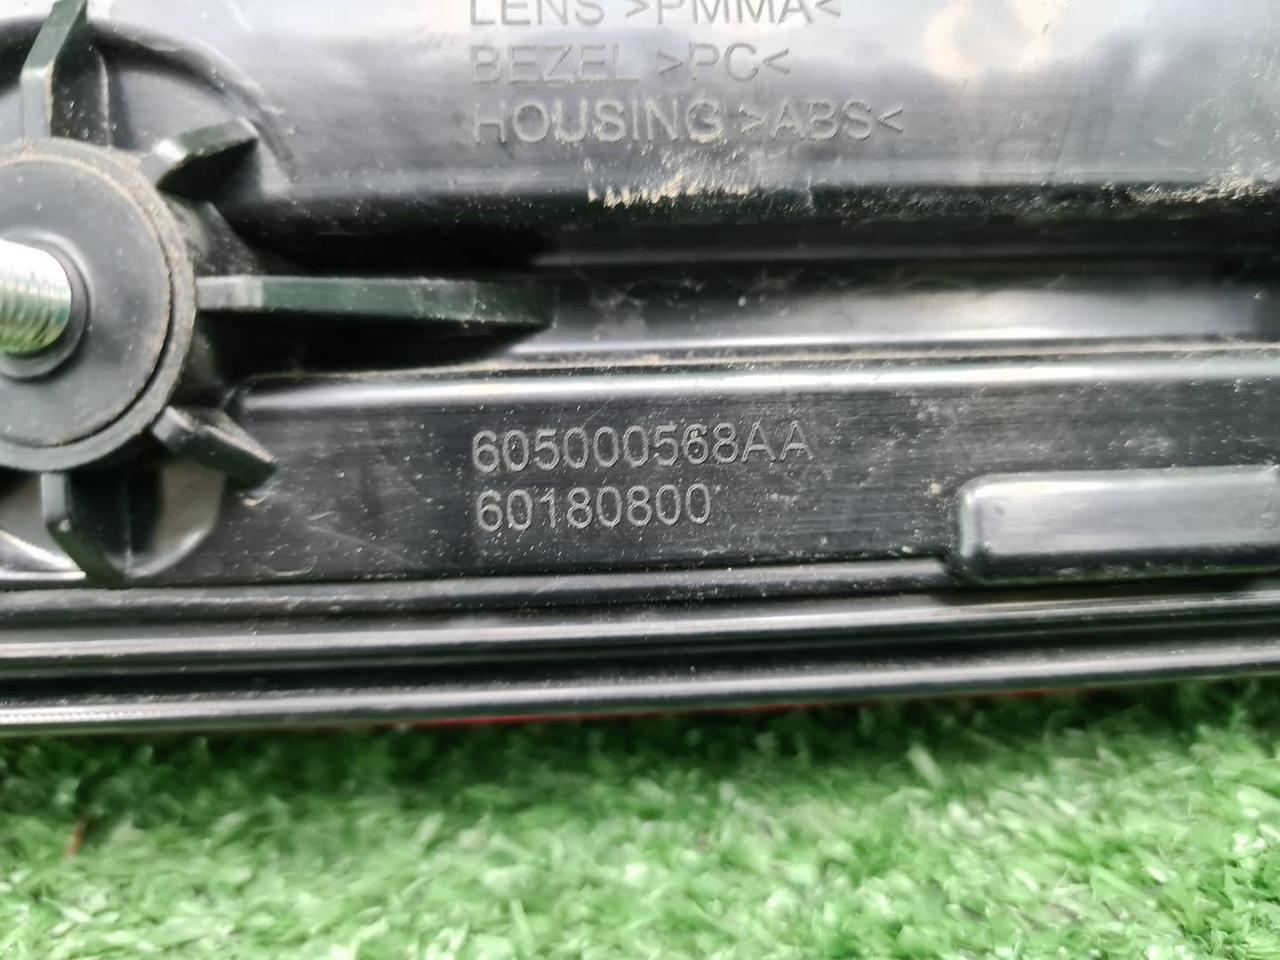 LENS >PMMA<
BEZEL >PC<
HOUSING >ABS<
605000568AA
60180800